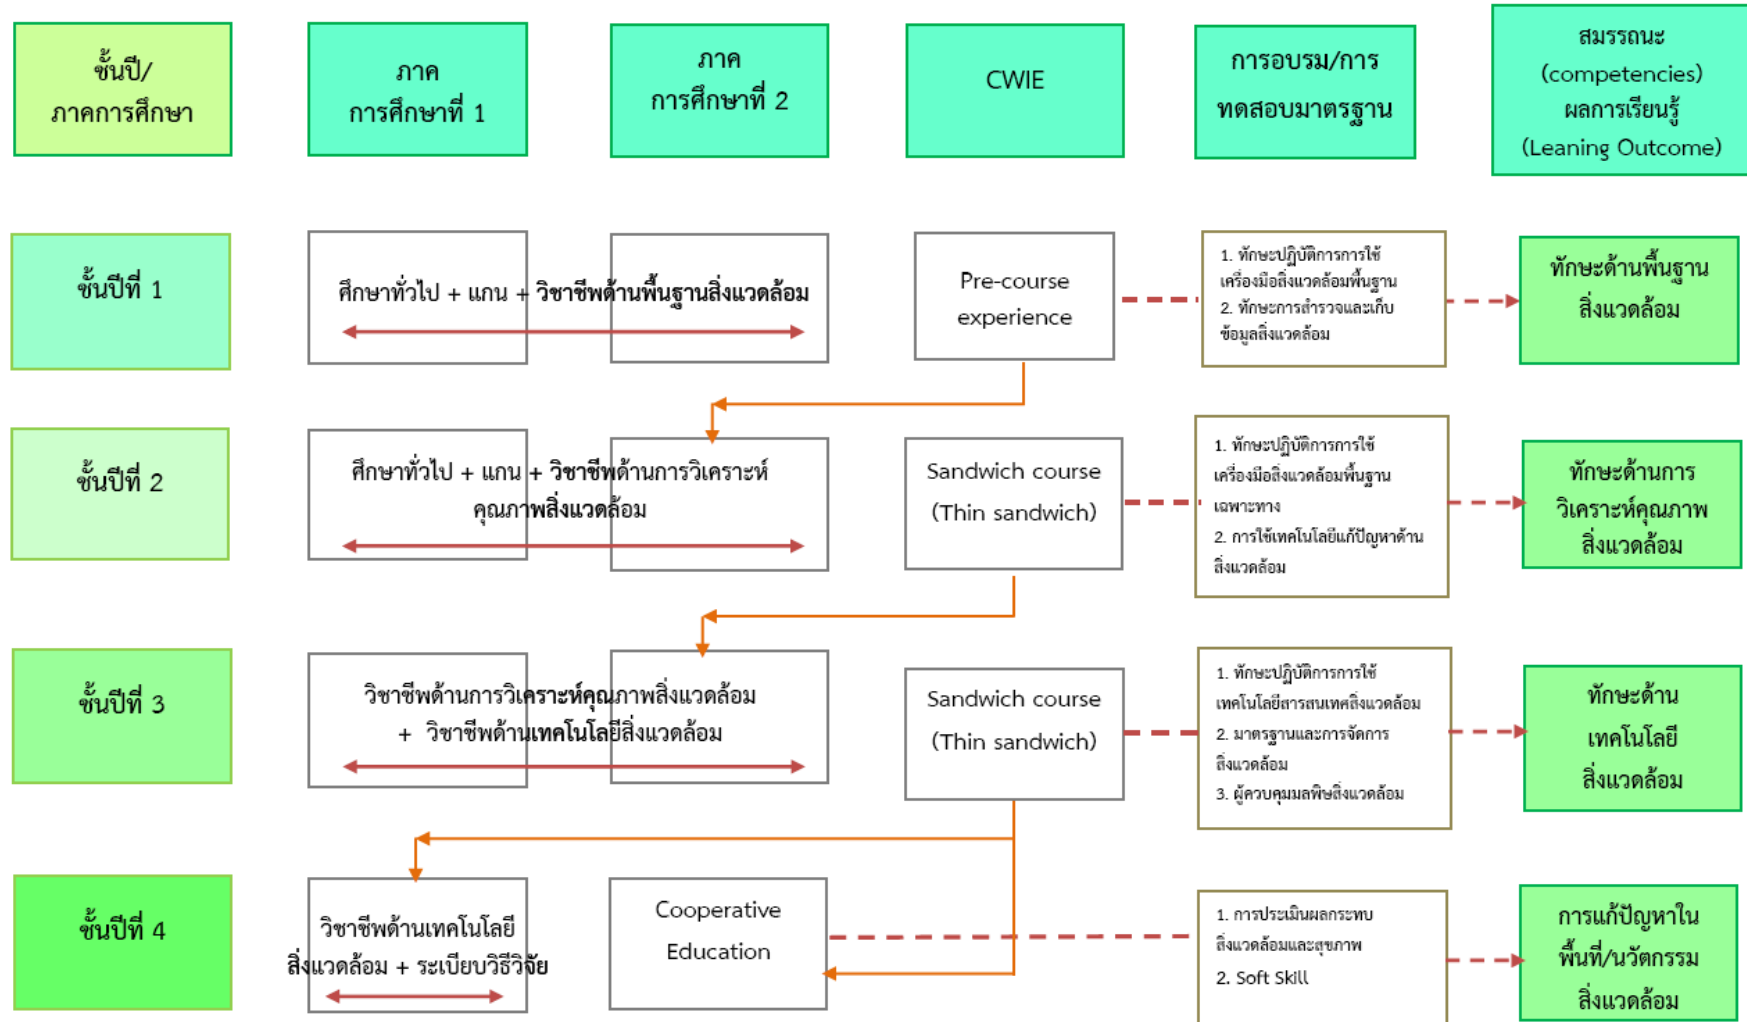 ชั้นปี/
ภาคการศึกษา
ภาค
การศึกษาที่ 1
ภาค
การศึกษาที่ 2
CWIE
การอบรม/การ
ทดสอบมาตรฐาน
สมรรถนะ
(competencies)
ผลการเรียนรู้
(Leaning Outcome)
ชั้นปีที่ 1
ศึกษาทั่วไป + แกน + วิชาชีพด้านพื้นฐานสิ่งแวดล้อม
Pre-course
experience
1. ทักษะปฏิบัติการการใช้
เครื่องมือสิ่งแวดล้อมพื้นฐาน
2. ทักษะการสำรวจและเก็บ
ข้อมูลสิ่งแวดล้อม
ทักษะด้านพื้นฐาน
สิ่งแวดล้อม
ชั้นปีที่ 2
ศึกษาทั่วไป + แกน + วิชาชีพด้านการวิเคราะห์
คุณภาพสิ่งแวดล้อม
Sandwich course
(Thin sandwich)
1. ทักษะปฏิบัติการการใช้
เครื่องมือสิ่งแวดล้อมพื้นฐาน
เฉพาะทาง
2. การใช้เทคโนโลยีแก้ปัญหาด้าน
สิ่งแวดล้อม
ทักษะด้านการ
วิเคราะห์คุณภาพ
สิ่งแวดล้อม
ชั้นปีที่ 3
วิชาชีพด้านการวิเคราะห์คุณภาพสิ่งแวดล้อม
+ วิชาชีพด้านเทคโนโลยีสิ่งแวดล้อม
Sandwich course
(Thin sandwich)
1. ทักษะปฏิบัติการการใช้
เทคโนโลยีสารสนเทศสิ่งแวดล้อม
2. มาตรฐานและการจัดการ
สิ่งแวดล้อม
3. ผู้ควบคุมมลพิษสิ่งแวดล้อม
ทักษะด้าน
เทคโนโลยี
สิ่งแวดล้อม
ชั้นปีที่ 4
วิชาชีพด้านเทคโนโลยี
สิ่งแวดล้อม + ระเบียบวิธีวิจัย
Cooperative
Education
1. การประเมินผลกระทบ
สิ่งแวดล้อมและสุขภาพ
2. Soft Skill
การแก้ปัญหาใน
พื้นที่/นวัตกรรม
สิ่งแวดล้อม